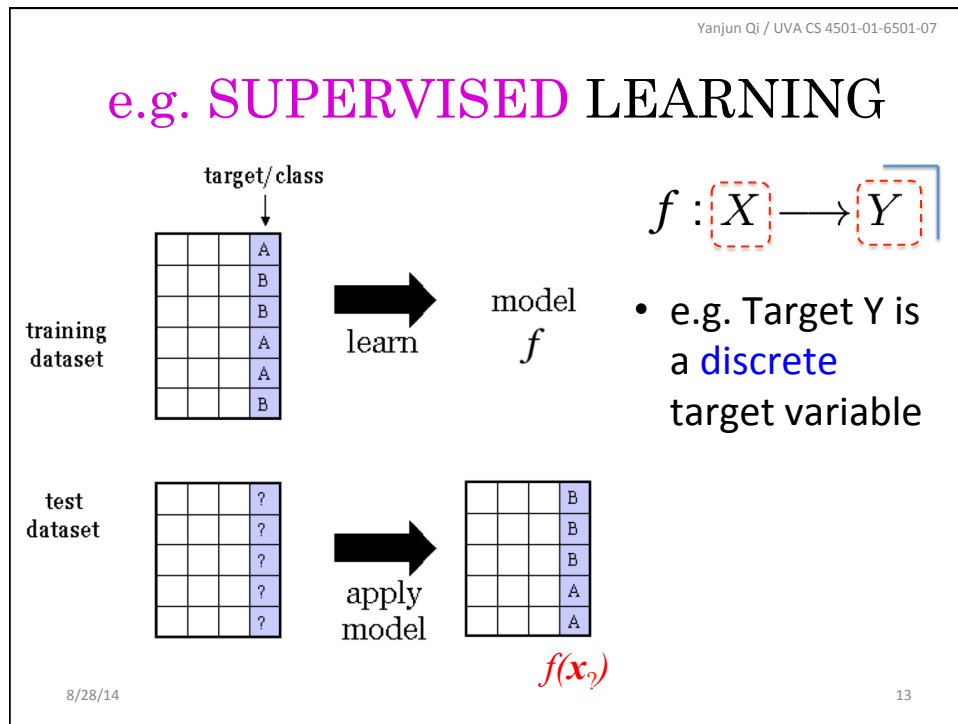 Yanjun Qi / UVA CS 4501-01-6501-07
e.g. SUPERVISED LEARNING
target/class
f : X ⟶ Y
training
dataset
A
B
B
A
A
B
learn
model
f
• e.g. Target Y is
a discrete
target variable
test
dataset
?
?
?
?
?
apply
model
B
B
B
A
A
f(x?)
8/28/14
13